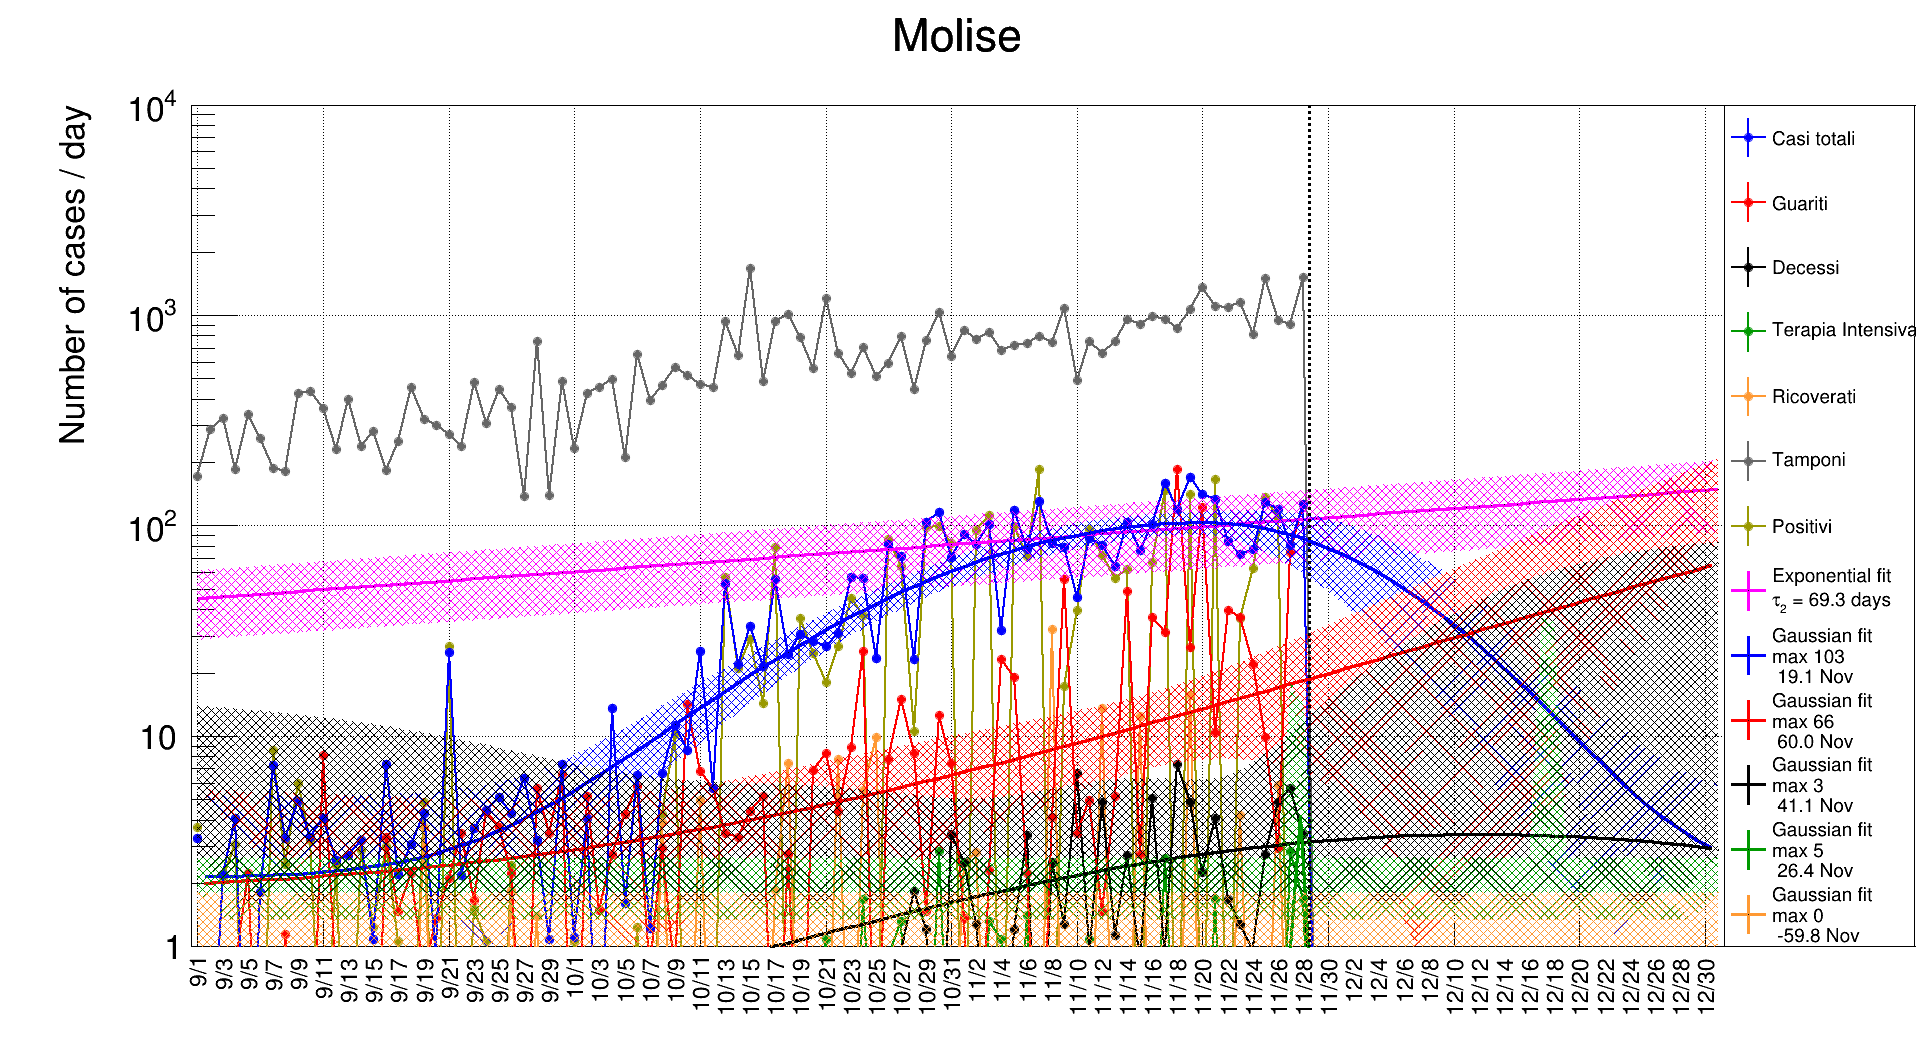 Molise
Number of cases / day
10⁴
10³
10²
10
1
9/1
9/3
9/5
9/7
9/9
9/11
9/13
9/15
9/17
9/19
9/21
9/23
9/25
9/27
9/29
10/1
10/3
10/5
10/7
10/9
10/11
10/13
10/15
10/17
10/19
10/21
10/23
10/25
10/27
10/29
10/31
11/2
11/4
11/6
11/8
11/10
11/12
11/14
11/16
11/18
11/20
11/22
11/24
11/26
11/28
11/30
12/2
12/4
12/6
12/8
12/10
12/12
12/14
12/16
12/18
12/20
12/22
12/24
12/26
12/28
12/30
Casi totali
Guariti
Decessi
Terapia Intensiva
Ricoverati
Tamponi
Positivi
Exponential fit
τ₂ = 69.3 days
Gaussian fit
max 103
19.1 Nov
Gaussian fit
max 66
60.0 Nov
Gaussian fit
max 3
41.1 Nov
Gaussian fit
max 5
26.4 Nov
Gaussian fit
max 0
-59.8 Nov